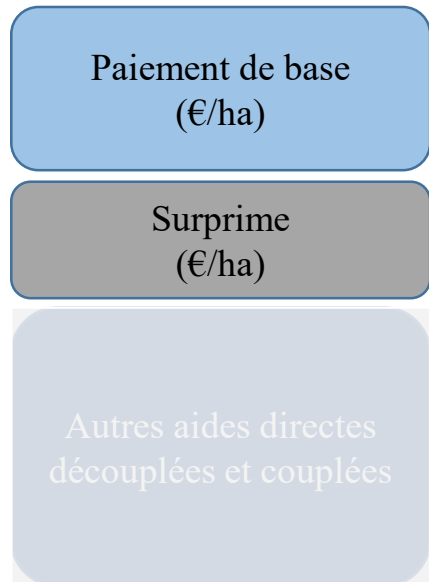 Paiement de base
(€/ha)
Surprime
(€/ha)
Autres aides directes
découplées et couplées